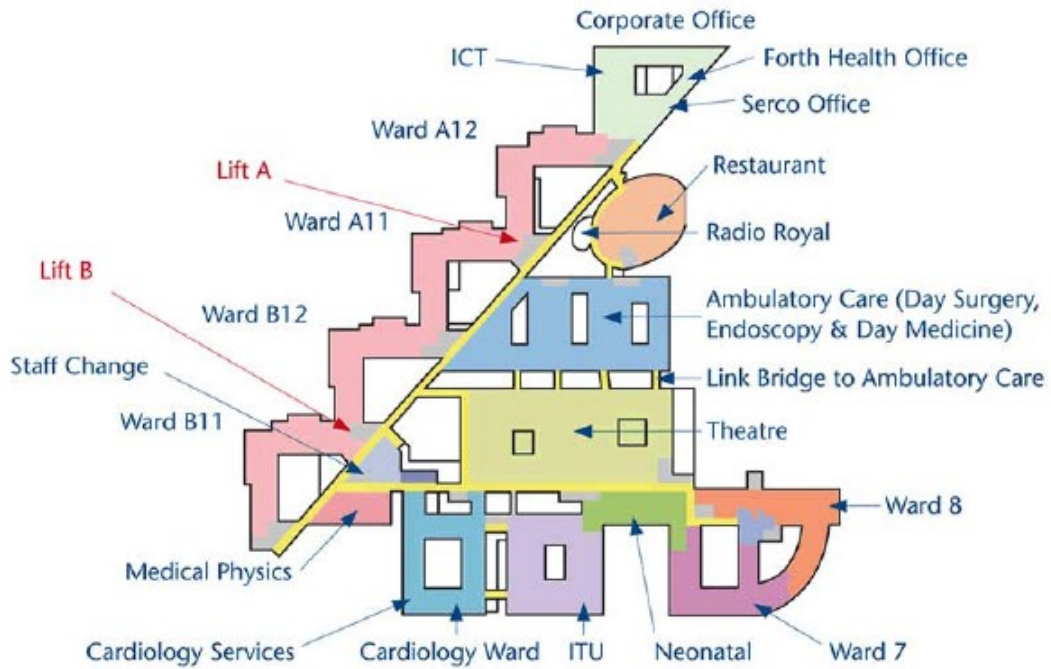 Corporate Office
ICT
Forth Health Office
Serco Office
Ward A12
Lift A
Restaurant
Ward A11
Radio Royal
Lift B
Ward B12
Ambulatory Care (Day Surgery,
Endoscopy & Day Medicine)
Staff Change
Link Bridge to Ambulatory Care
Ward B11
Theatre
Ward 8
Medical Physics
Cardiology Services
Cardiology Ward
ITU
Neonatal
Ward 7